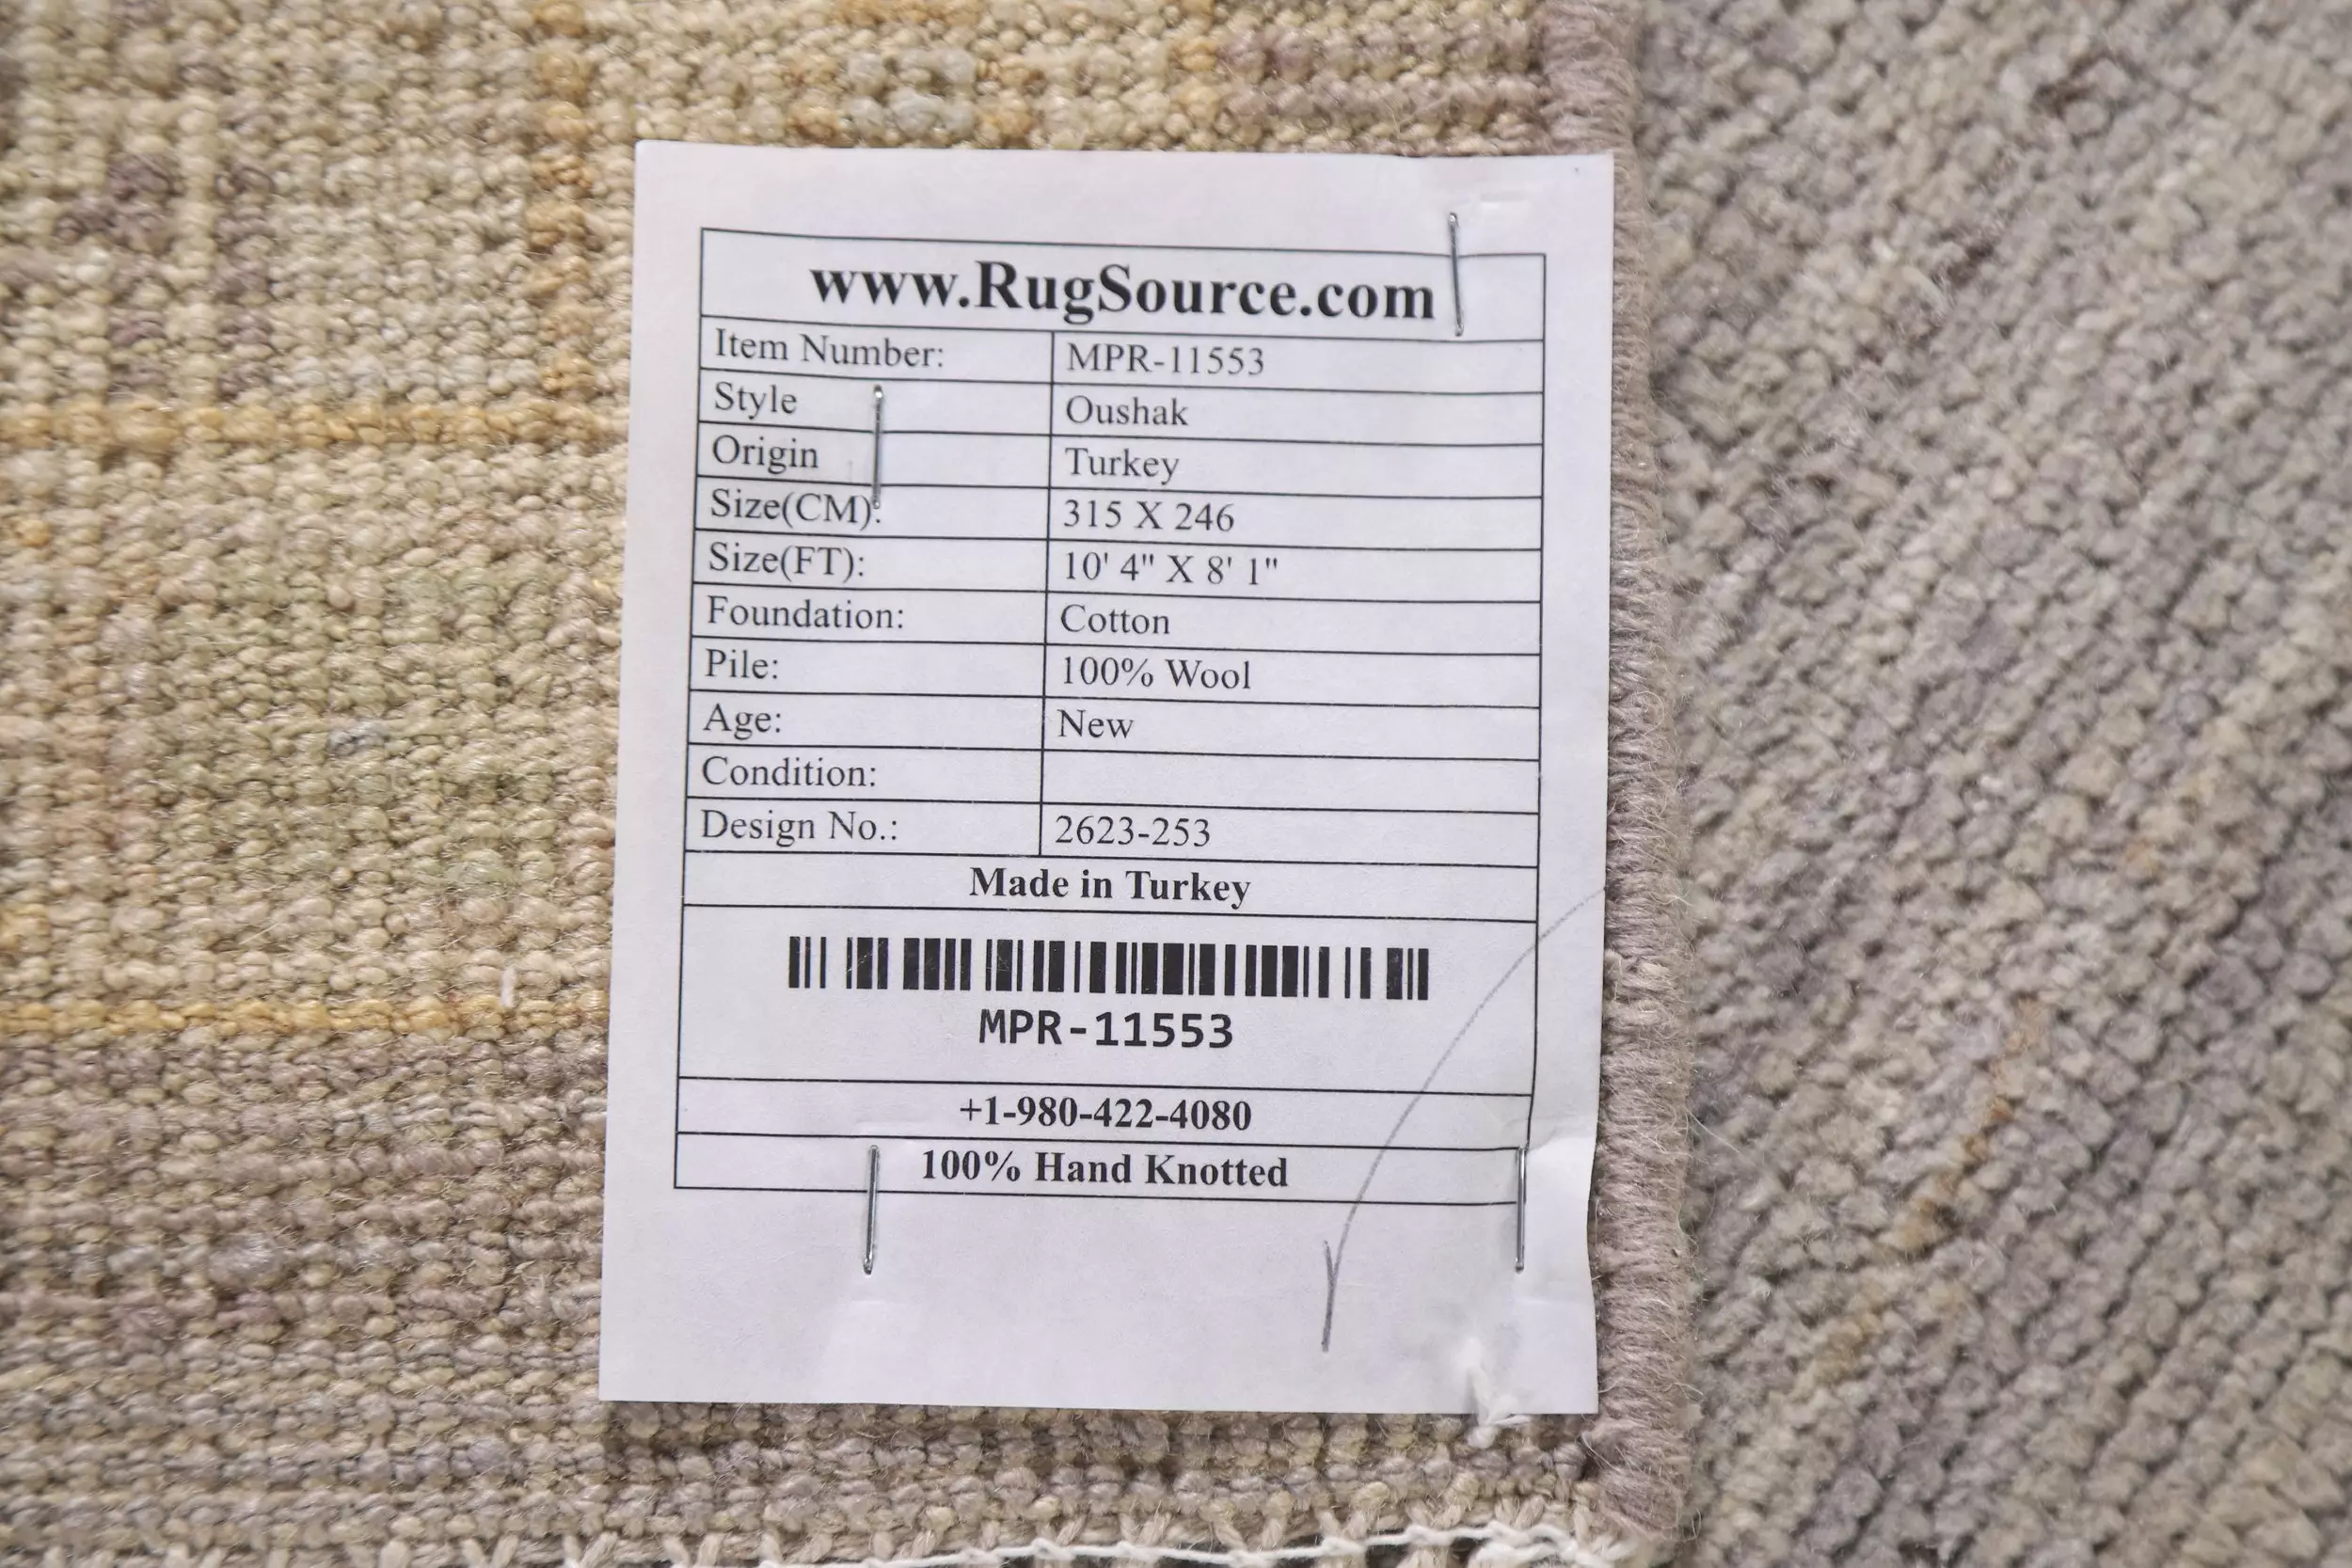 www.RugSource.com
Item Number: MPR-11553
Style Oushak
Origin Turkey
Size(CM): 315 X 246
Size(FT): 10' 4" X 8' 1"
Foundation: Cotton
Pile: 100% Wool
Age: New
Condition:
Design No.: 2623-253
Made in Turkey
MPR-11553
+1-980-422-4080
100% Hand Knotted